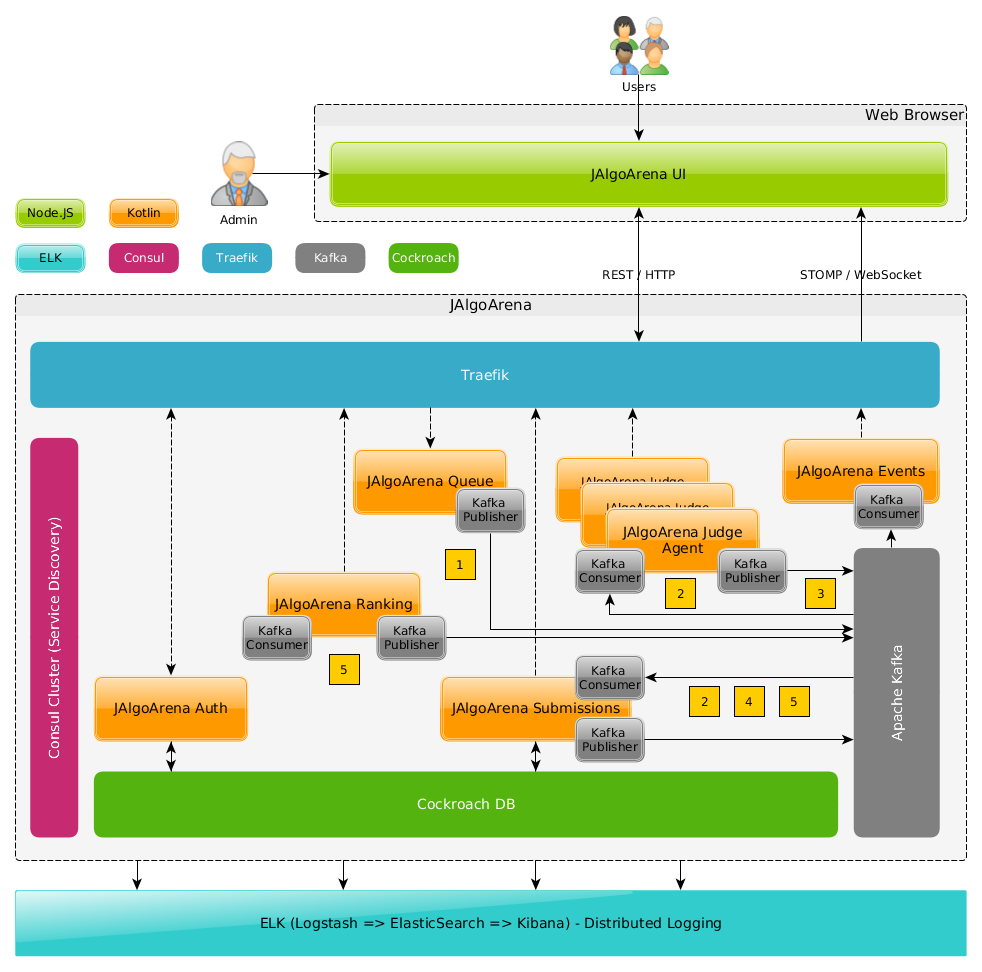 Users
Web Browser
JAlgoArena UI
Admin
Node.JS
Kotlin
ELK
Consul
Traefik
Kafka
Cockroach
REST / HTTP
STOMP / WebSocket
JAlgoArena
Traefik
Consul Cluster (Service Discovery)
JAlgoArena Queue
Kafka
Publisher
1
JAlgoArena Judge
JAlgoArena Judge
JAlgoArena Judge
Agent
Kafka
Consumer
Kafka
Publisher
2
3
JAlgoArena Events
Kafka
Consumer
JAlgoArena Ranking
Kafka
Consumer
Kafka
Publisher
5
JAlgoArena Auth
JAlgoArena Submissions
Kafka
Consumer
Kafka
Publisher
2
4
5
Apache Kafka
Cockroach DB
ELK (Logstash => ElasticSearch => Kibana) - Distributed Logging